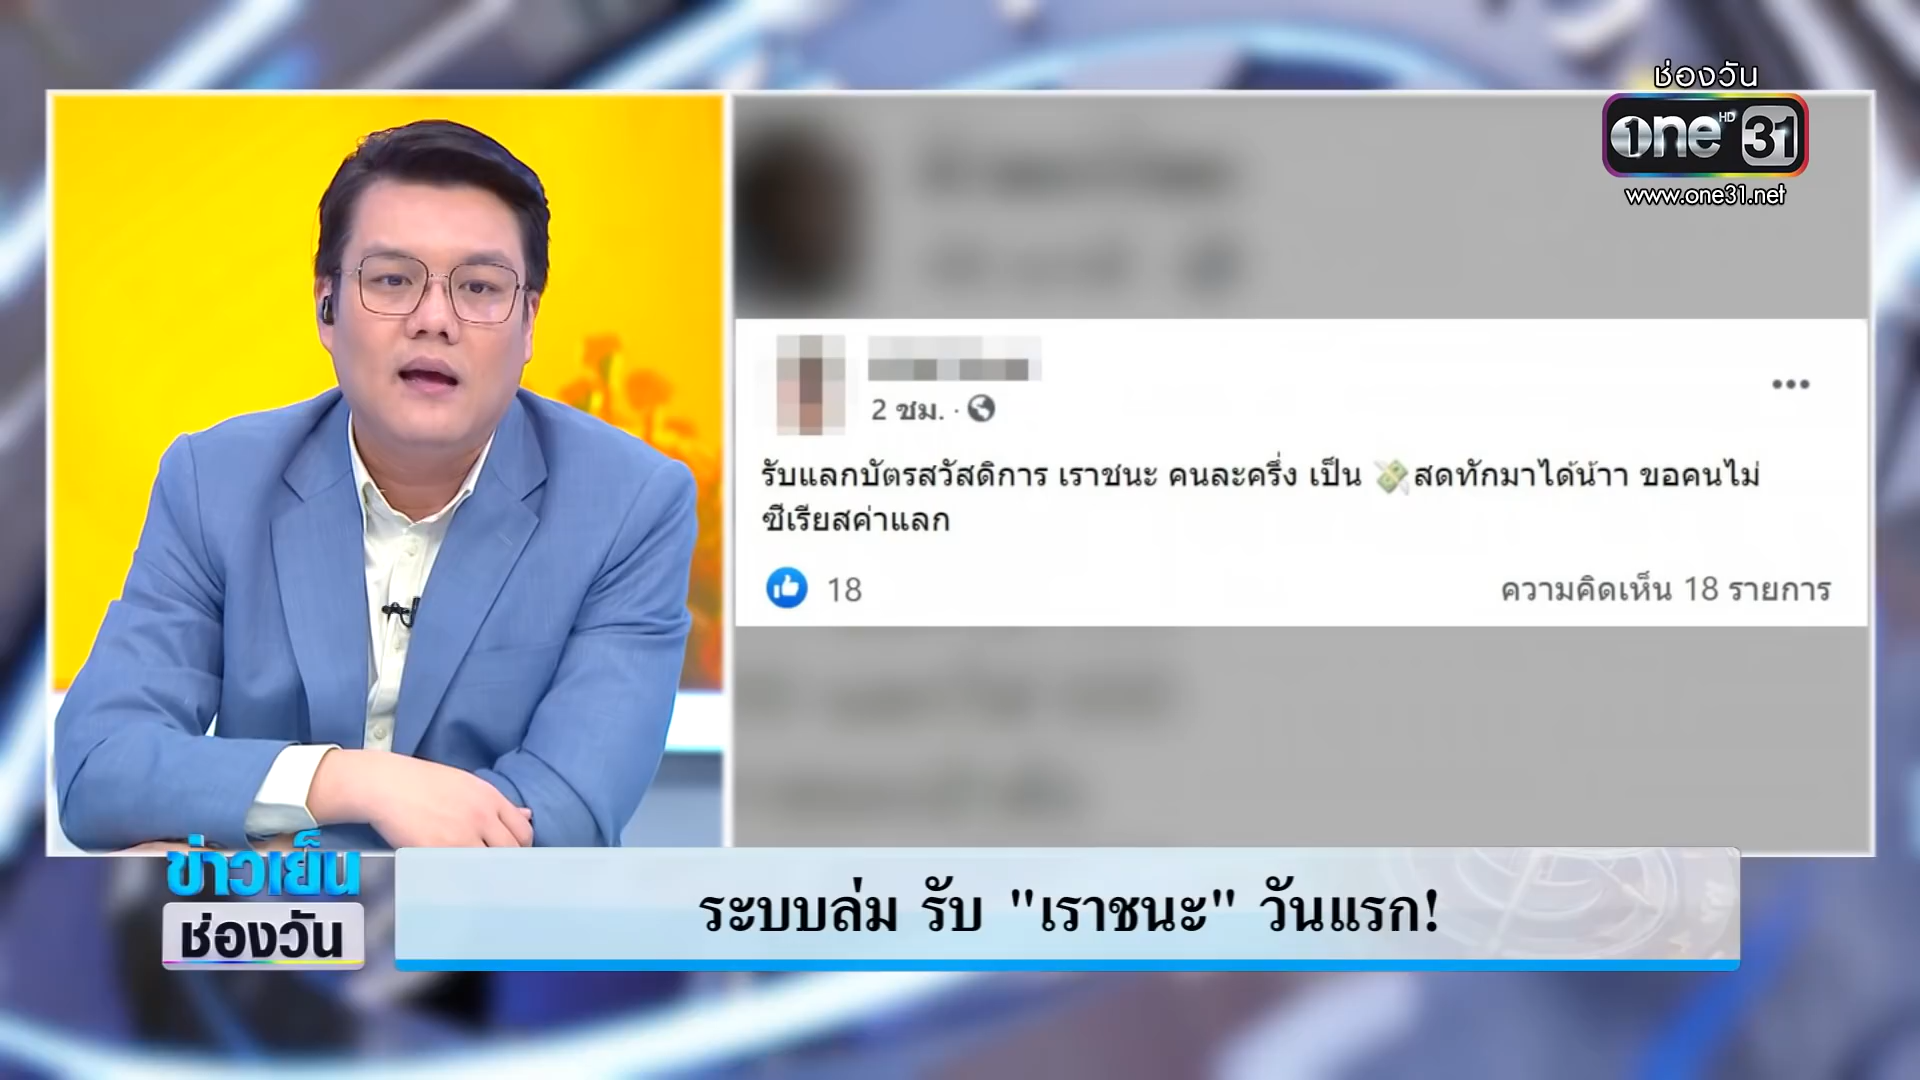 ช่องวัน
one HD 31
www.one31.net
2 ชม.
รับแลกบัตรสวัสดิการ เราชนะ คนละครึ่ง เป็น 💸สดทักมาได้น้าา ขอคนไม่
ซีเรียสค่าแลก
18
ความคิดเห็น 18 รายการ
ข่าวเย็น
ช่องวัน
ระบบล่ม รับ "เราชนะ" วันแรก!